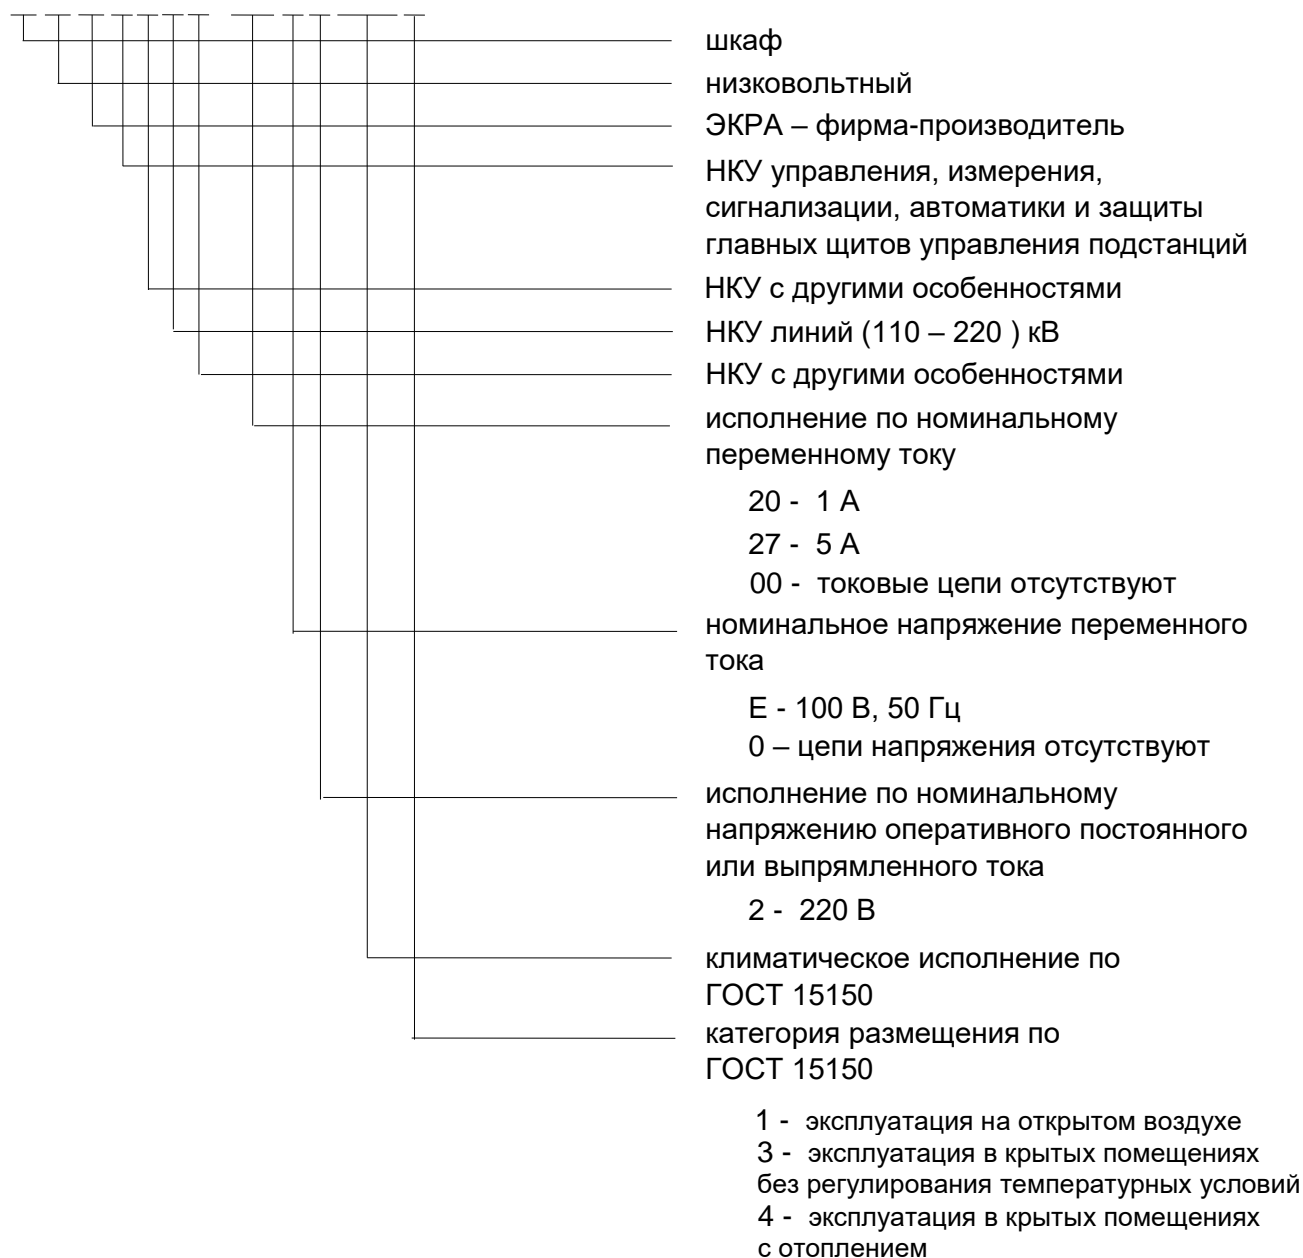 шкаф
низковольтный
ЭКРА – фирма-производитель
НКУ управления, измерения,
сигнализации, автоматики и защиты
главных щитов управления подстанций
НКУ с другими особенностями
НКУ линий (110 – 220 ) кВ
НКУ с другими особенностями
исполнение по номинальному
переменному току
20 - 1 А
27 - 5 А
00 - токовые цепи отсутствуют
номинальное напряжение переменного
тока
Е - 100 В, 50 Гц
0 – цепи напряжения отсутствуют
исполнение по номинальному
напряжению оперативного постоянного
или выпрямленного тока
2 - 220 В
климатическое исполнение по
ГОСТ 15150
категория размещения по
ГОСТ 15150
1 - эксплуатация на открытом воздухе
3 - эксплуатация в крытых помещениях
без регулирования температурных условий
4 - эксплуатация в крытых помещениях
с отоплением